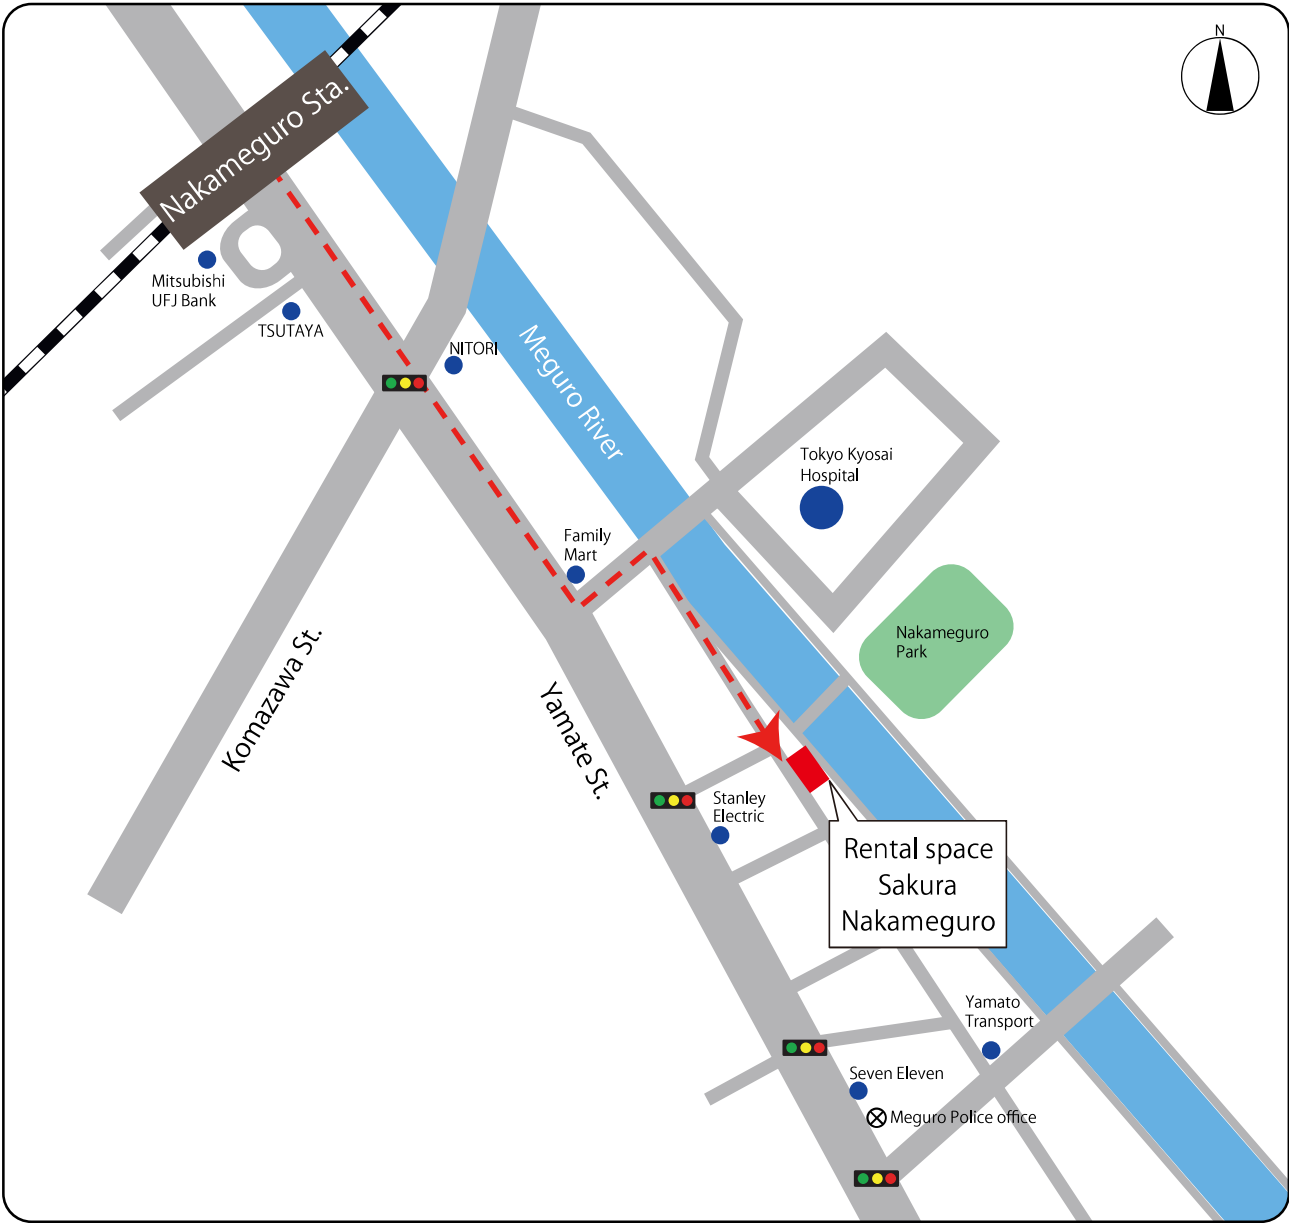 N
Nakameguro Sta.
Mitsubishi
UFJ Bank
TSUTAYA
NITORI
Meguro River
Tokyo Kyosai
Hospital
Family
Mart
Nakameguro
Park
Komazawa St.
Yamate St.
Stanley
Electric
Rental space
Sakura
Nakameguro
Yamato
Transport
Seven Eleven
Meguro Police office